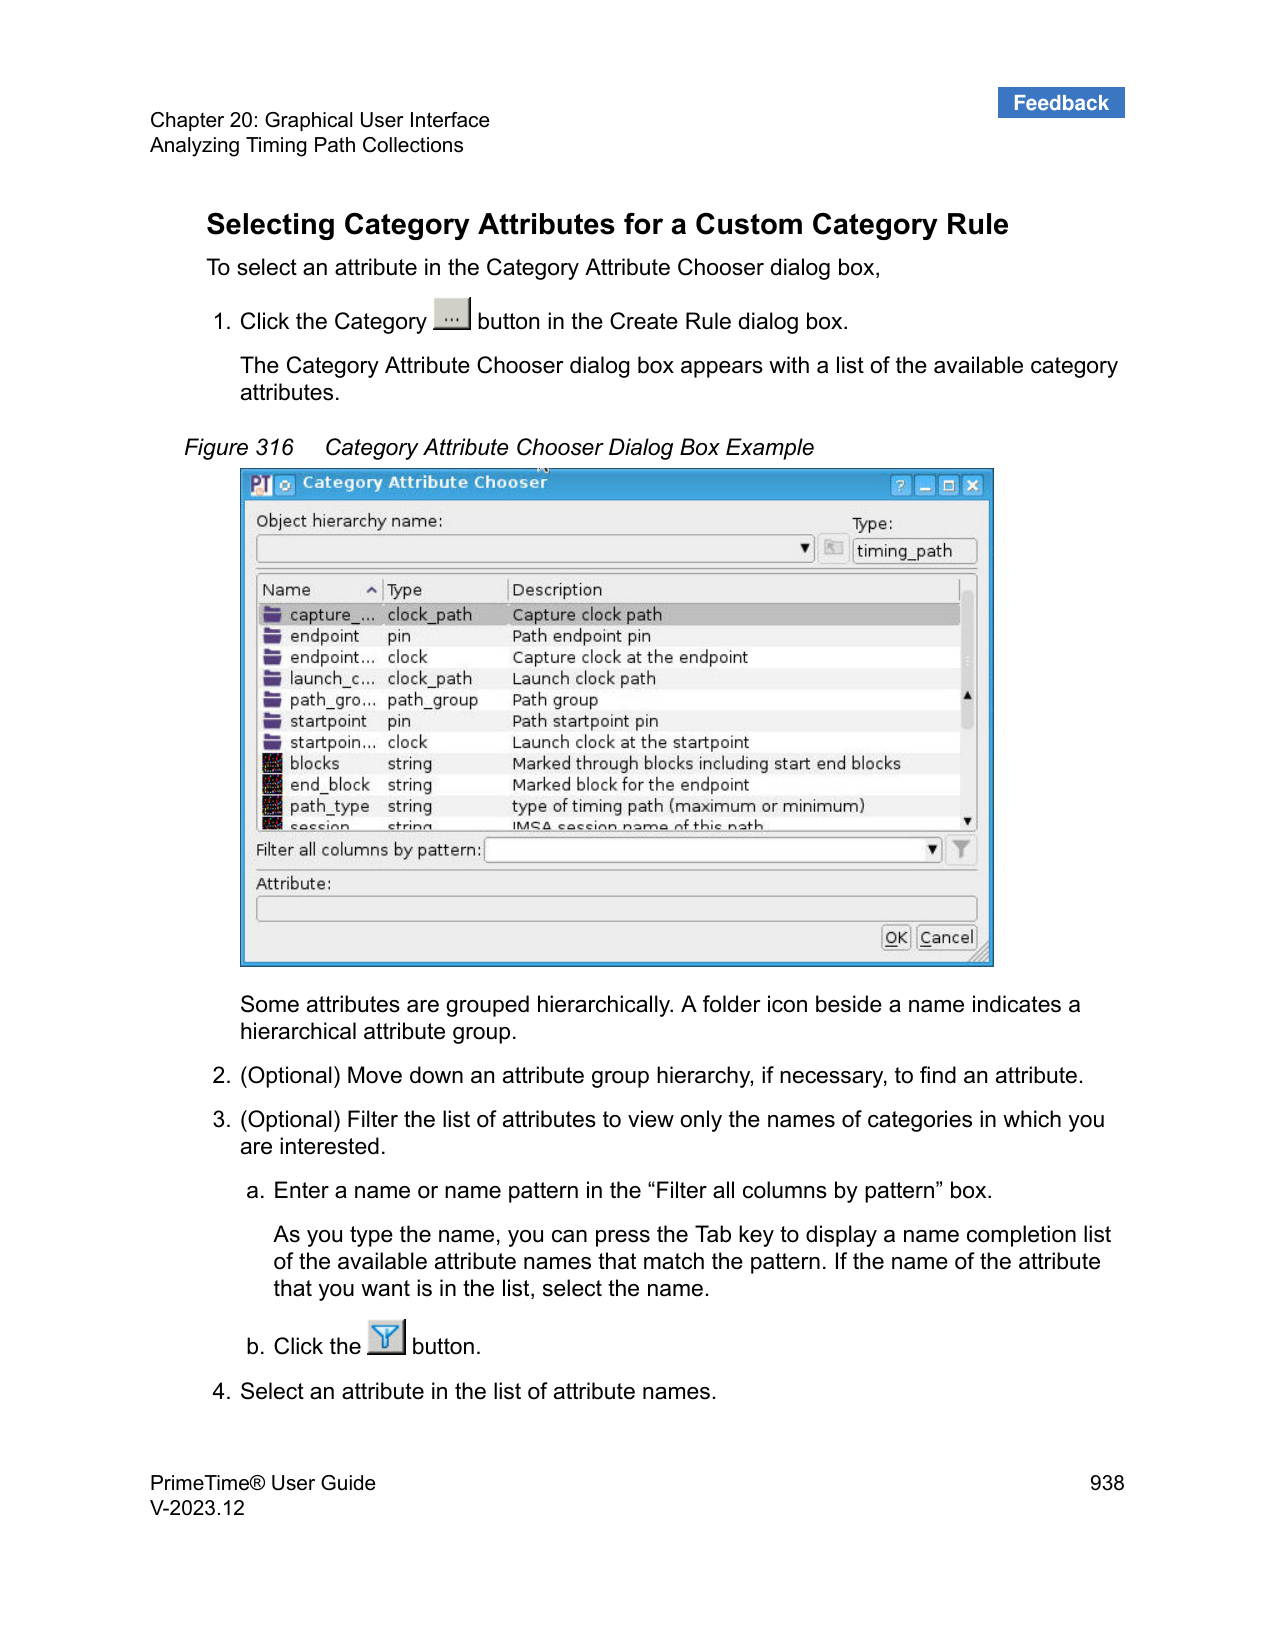 Feedback
Chapter 20: Graphical User Interface
Analyzing Timing Path Collections
Selecting Category Attributes for a Custom Category Rule
To select an attribute in the Category Attribute Chooser dialog box,
1. Click the Category ... button in the Create Rule dialog box.
The Category Attribute Chooser dialog box appears with a list of the available category
attributes.
Figure 316 Category Attribute Chooser Dialog Box Example
PT Category Attribute Chooser ?
Object hierarchy name: Type:
timing_path
Name Type Description
capture_... clock_path Capture clock path
endpoint pin Path endpoint pin
endpoint... clock Capture clock at the endpoint
launch_c... clock_path Launch clock path
path_gro... path_group Path group
startpoint pin Path startpoint pin
startpoin... clock Launch clock at the startpoint
blocks string Marked through blocks including start end blocks
end_block string Marked block for the endpoint
path_type string type of timing path (maximum or minimum)
session string IMSA session name of this path
Filter all columns by pattern:
Attribute:
OK Cancel
Some attributes are grouped hierarchically. A folder icon beside a name indicates a
hierarchical attribute group.
2. (Optional) Move down an attribute group hierarchy, if necessary, to find an attribute.
3. (Optional) Filter the list of attributes to view only the names of categories in which you
are interested.
a. Enter a name or name pattern in the “Filter all columns by pattern” box.
As you type the name, you can press the Tab key to display a name completion list
of the available attribute names that match the pattern. If the name of the attribute
that you want is in the list, select the name.
b. Click the button.
4. Select an attribute in the list of attribute names.
PrimeTime® User Guide 938
V-2023.12